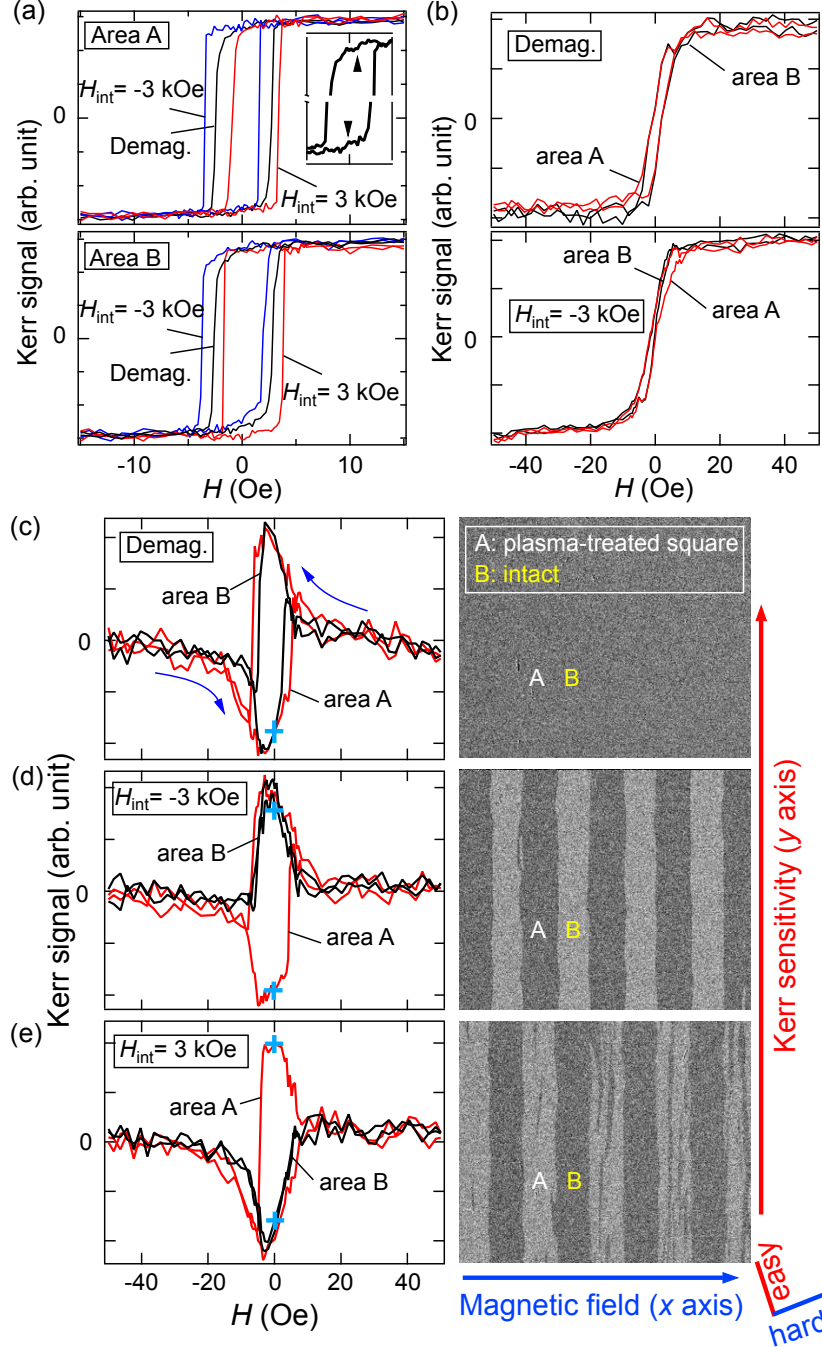 (a)
Area A
Hint= -3 kOe
Demag.
Hint= 3 kOe
0
Kerr signal (arb. unit)
Area B
Hint= -3 kOe
Demag.
Hint= 3 kOe
0
-10 0 10
H (Oe)
(b)
Demag.
area B
area A
0
Kerr signal (arb. unit)
area B
area A
Hint= -3 kOe
0
-40 -20 0 20 40
H (Oe)
(c)
Demag.
area B
area A
0
A: plasma-treated square
B: intact
A B
(d)
Hint= -3 kOe
area B
area A
0
Kerr signal (arb. unit)
A B
(e)
Hint= 3 kOe
area A
area B
0
-40 -20 0 20 40
H (Oe)
A B
Kerr sensitivity (y axis)
Magnetic field (x axis)
easy
hard